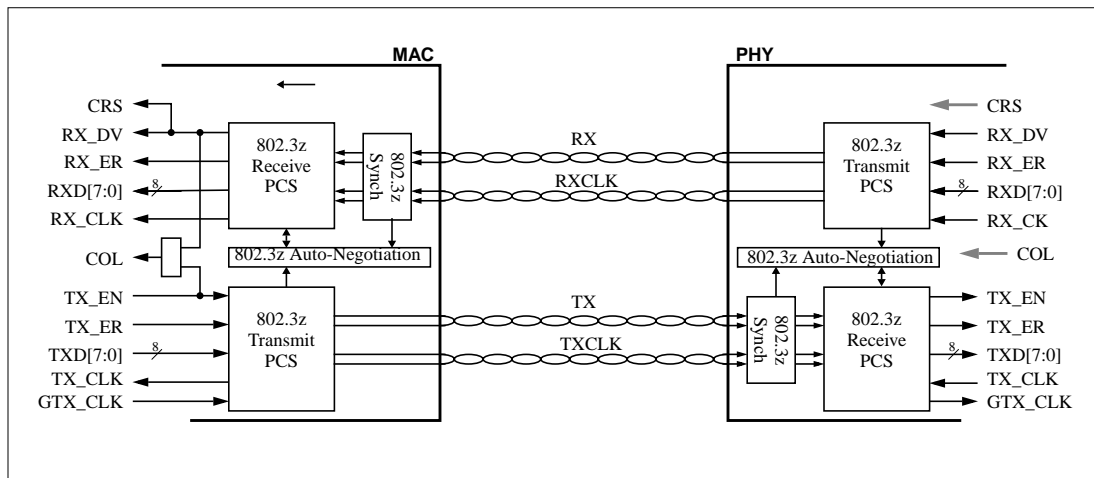 MAC
PHY
CRS
RX_DV
RX_ER
RXD[7:0]
8
RX_CLK
COL
TX_EN
TX_ER
TXD[7:0]
8
TX_CLK
GTX_CLK
802.3z
Receive
PCS
802.3z
Synch
802.3z Auto-Negotiation
802.3z
Transmit
PCS
RX
RXCLK
TX
TXCLK
802.3z
Transmit
PCS
802.3z Auto-Negotiation
802.3z
Synch
802.3z
Receive
PCS
CRS
RX_DV
RX_ER
8
RXD[7:0]
RX_CK
COL
TX_EN
TX_ER
8
TXD[7:0]
TX_CLK
GTX_CLK